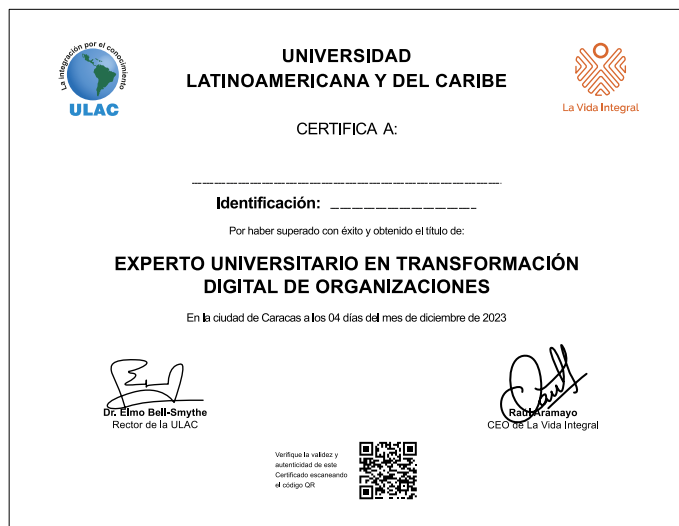 La integración por el conocimiento
ULAC
UNIVERSIDAD
LATINOAMERICANA Y DEL CARIBE
La Vida Integral
CERTIFICA A:
Identificación:
Por haber superado con éxito y obtenido el título de:
EXPERTO UNIVERSITARIO EN TRANSFORMACIÓN
DIGITAL DE ORGANIZACIONES
En la ciudad de Caracas a los 04 días del mes de diciembre de 2023
Dr. Elmo Bell-Smythe
Rector de la ULAC
Raúl Aramayo
CEO de La Vida Integral
Verifique la validez y
autenticidad de este
Certificado escaneando
el código QR